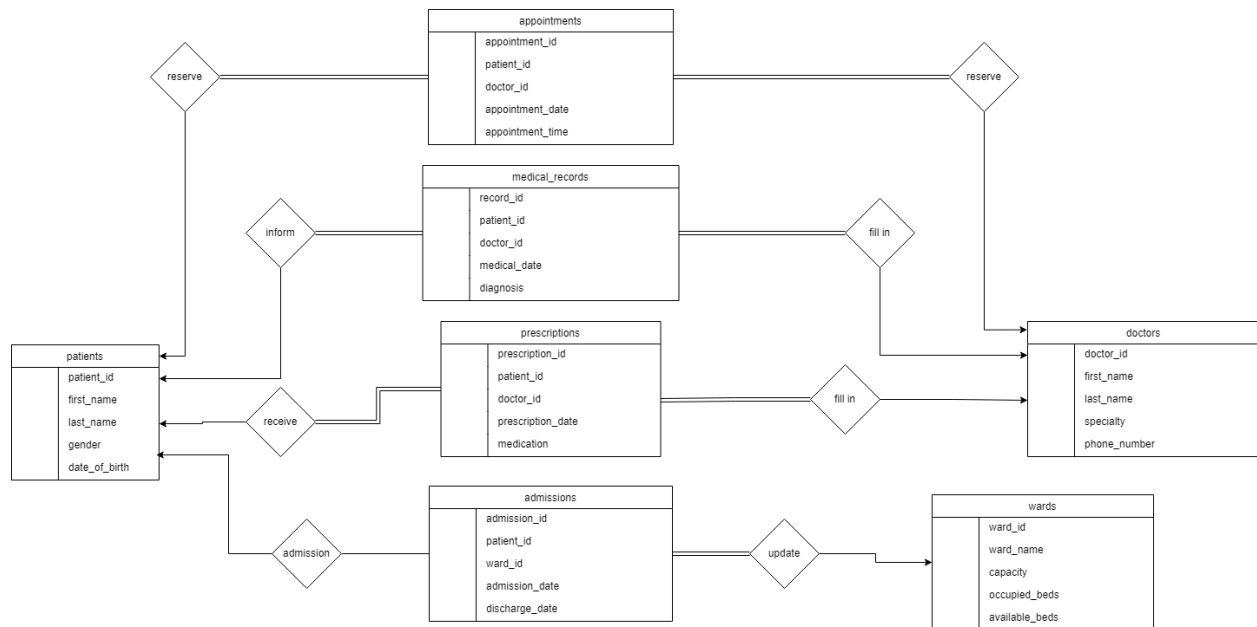 appointments
appointment_id
patient_id
doctor_id
appointment_date
appointment_time
reserve
reserve
medical_records
record_id
patient_id
doctor_id
medical_date
diagnosis
inform
fill in
prescriptions
prescription_id
patient_id
doctor_id
prescription_date
medication
receive
fill in
patients
patient_id
first_name
last_name
gender
date_of_birth
doctors
doctor_id
first_name
last_name
specialty
phone_number
admissions
admission_id
patient_id
ward_id
admission_date
discharge_date
admission
update
wards
ward_id
ward_name
capacity
occupied_beds
available_beds